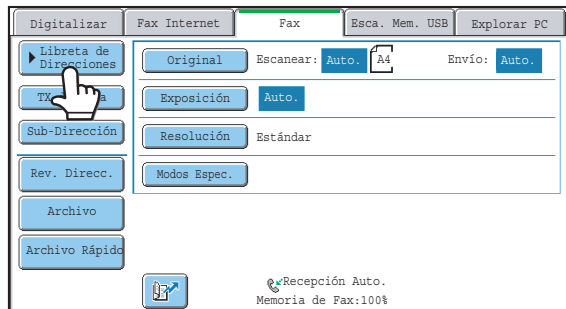 Digitalizar
Fax Internet
Fax
Esca. Mem. USB
Explorar PC
Libreta de
Direcciones
Original
Escanear: Auto. A4
Envío: Auto.
TX
Exposición
Auto.
Sub-Dirección
Resolución
Estándar
Rev. Direcc.
Modos Espec.
Archivo
Archivo Rápido
Recepción Auto.
Memoria de Fax:100%